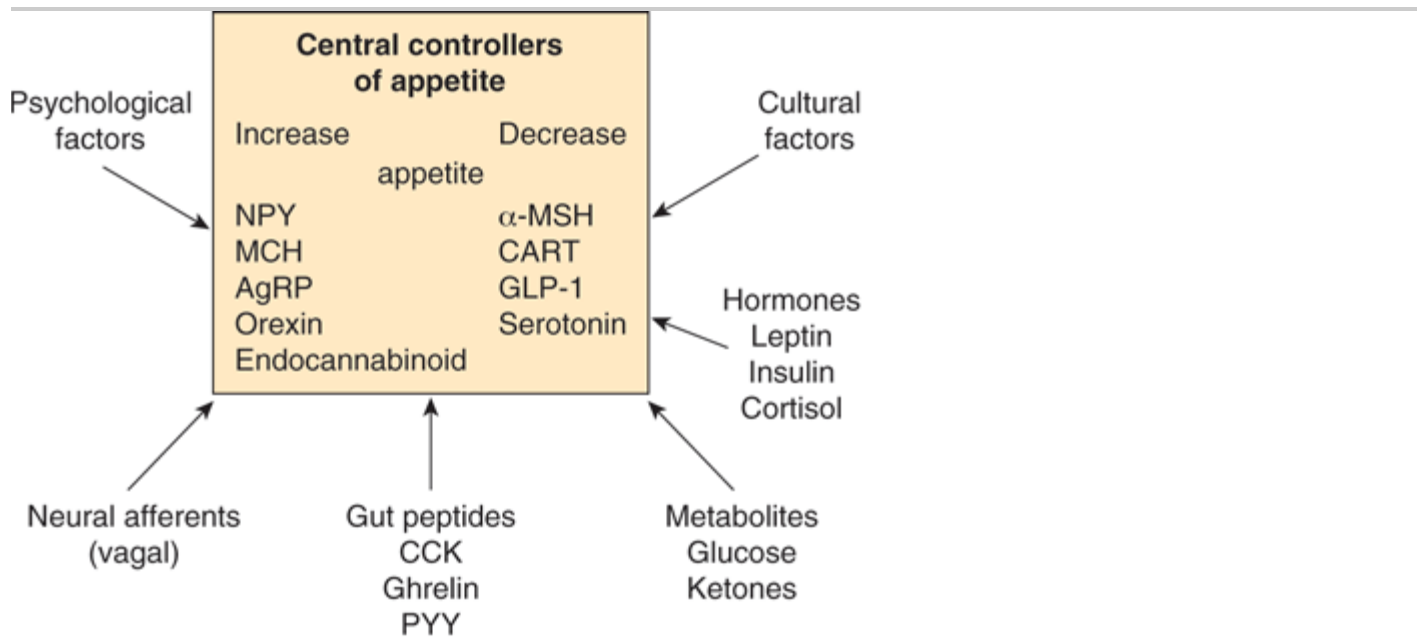 Central controllers
of appetite
Psychological
factors
Cultural
factors
Increase Decrease
appetite
NPY α-MSH
MCH CART
AgRP GLP-1
Orexin Serotonin
Endocannabinoid
Hormones
Leptin
Insulin
Cortisol
Neural afferents
(vagal)
Gut peptides
CCK
Ghrelin
PYY
Metabolites
Glucose
Ketones